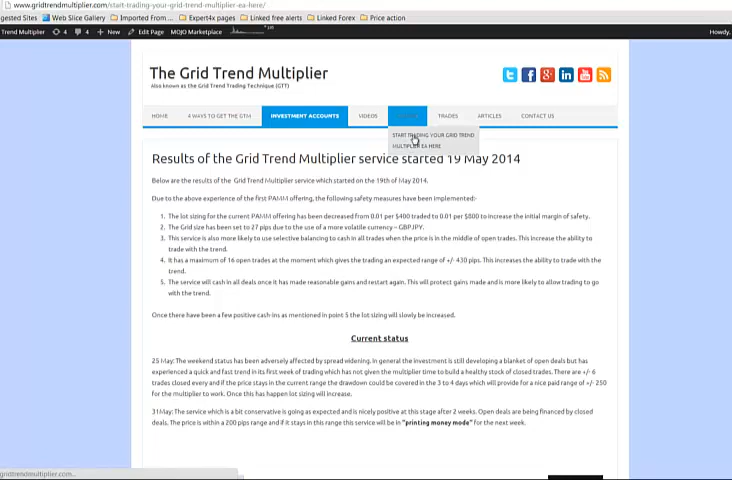 www.gridtrendmultiplier.com/start-trading-your-grid-trend-multiplier-ea-here/
gested Sites Web Slice Gallery Imported From ... Expert4x pages Linked free alerts Linked Forex Price action
Trend Multiplier 4 4 + New Edit Page MOJO Marketplace Howdy,
The Grid Trend Multiplier
Also known as the Grid Trend Trading Technique (GTT)
HOME 4 WAYS TO GET THE GTM INVESTMENT ACCOUNTS VIDEOS TRADES ARTICLES CONTACT US
START TRADING YOUR GRID TREND
MULTIPLIER EA HERE
Results of the Grid Trend Multiplier service started 19 May 2014
Below are the results of the Grid Trend Multiplier service which started on the 19th of May 2014.
Due to the above experience of the first PAMM offering, the following safety measures have been implemented:-
1. The lot sizing for the current PAMM offering has been decreased from 0.01 per $400 traded to 0.01 per $800 to increase the initial margin of safety.
2. The Grid size has been set to 27 pips due to the use of a more volatile currency – GBPJPY.
3. This service is also more likely to use selective balancing to cash in all trades when the price is in the middle of open trades. This increase the ability to
trade with the trend.
4. It has a maximum of 16 open trades at the moment which gives the trading an expected range of +/- 430 pips. This increases the ability to trade with the
trend.
5. The service will cash in all deals once it has made reasonable gains and restart again. This will protect gains made and is more likely to allow trading to go
with the trend.
Once there have been a few positive cash-ins as mentioned in point 5 the lot sizing will slowly be increased.
Current status
25 May: The weekend status has been adversely affected by spread widening. In general the investment is still developing a blanket of open deals but has
experienced a quick and fast trend in its first week of trading which has not given the multiplier time to build a healthy stock of closed trades. There are +/- 6
trades closed every and if the price stays in the current range the drawdown could be covered in the 3 to 4 days which will provide for a nice paid range of +/- 250
for the multiplier to work. Once this has happen lot sizing will increase.
31May: The service which is a bit conservative is going as expected and is nicely positive at this stage after 2 weeks. Open deals are being financed by closed
deals. The price is within a 200 pips range and if it stays in this range this service will be in "printing money mode" for the next week.
gridtrendmultiplier.com...